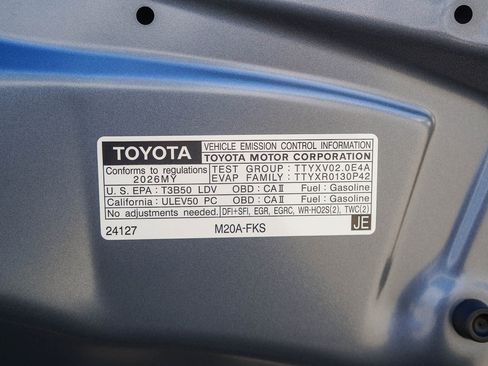 TOYOTA
VEHICLE EMISSION CONTROL INFORMATION
TOYOTA MOTOR CORPORATION
Conforms to regulations
2026MY
TEST GROUP : TTYXV02.0E4A
EVAP FAMILY : TTYXR0130P42
U. S. EPA : T3B50 LDV OBD : CAⅡ Fuel : Gasoline
California: ULEV50 PC OBD : CAⅡ Fuel : Gasoline
No adjustments needed. DFI+SFI, EGR, EGRC, WR-HO2S(2), TWC(2)
24127 M20A-FKS JE